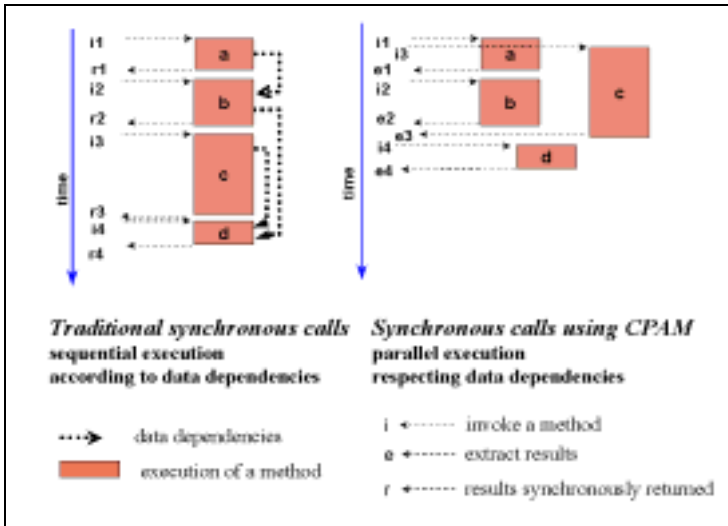 i1
a
r1
i2
b
r2
i3
c
r3
i4
d
r4
time
i1
i3
a
e1
i2
b
c
e2
e3
i4
d
e4
time
Traditional synchronous calls
sequential execution
according to data dependencies
data dependencies
execution of a method
Synchronous calls using CPAM
parallel execution
respecting data dependencies
i invoke a method
e extract results
r results synchronously returned